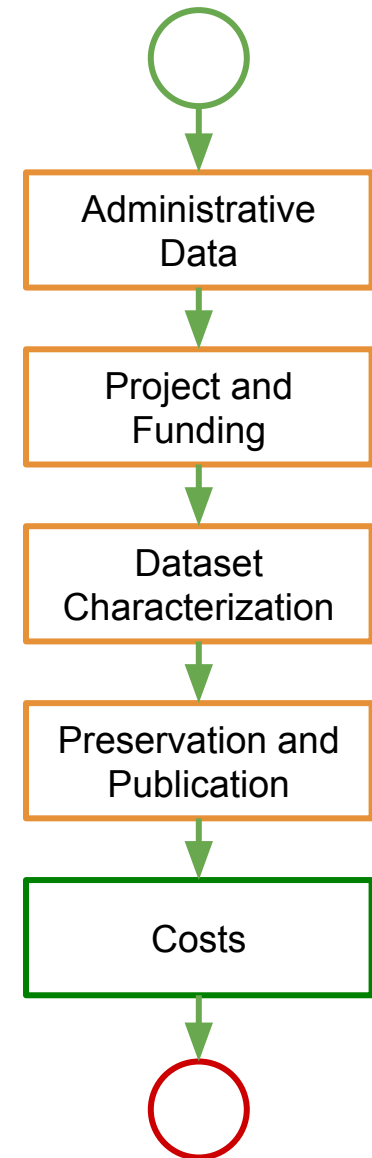 Administrative
Data
Project and
Funding
Dataset
Characterization
Preservation and
Publication
Costs